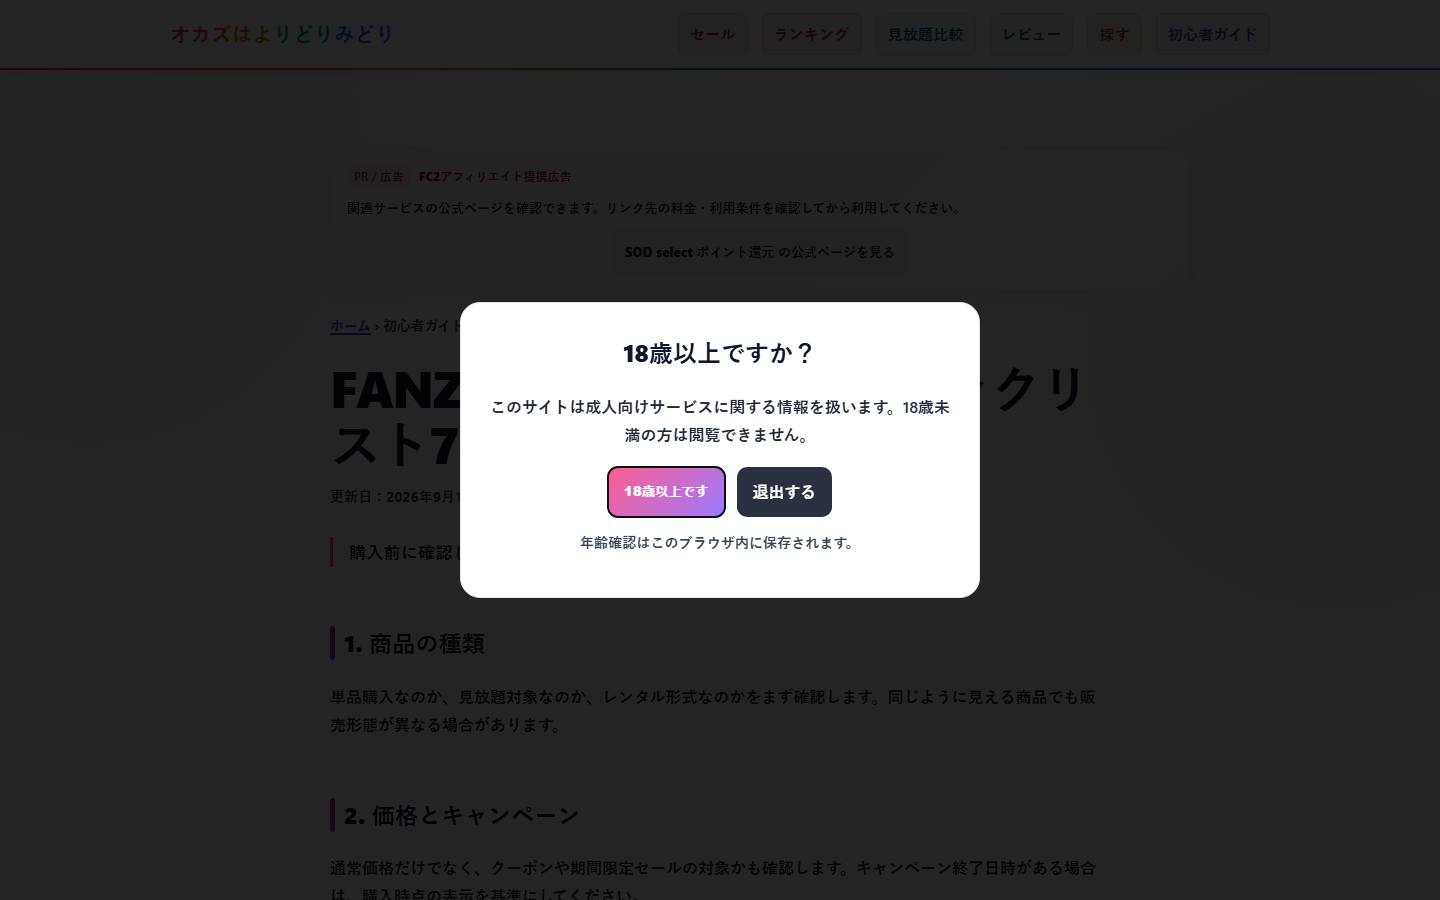 オカズはよりどりみどり
セール ランキング 見放題比較 レビュー 探す 初心者ガイド
PR / 広告 FC2アフィリエイト提携広告
関連サービスの公式ページを確認できます。リンク先の料金・利用条件を確認してから利用してください。
SOD select ポイント還元 の公式ページを見る
ホーム › 初心者ガイド
FANZ
クリ
スト7
更新日：2026年9月1
購入前に確認
18歳以上ですか？
このサイトは成人向けサービスに関する情報を扱います。18歳未
満の方は閲覧できません。
18歳以上です 退出する
年齢確認はこのブラウザ内に保存されます。
1. 商品の種類
単品購入なのか、見放題対象なのか、レンタル形式なのかをまず確認します。同じように見える商品でも販
売形態が異なる場合があります。
2. 価格とキャンペーン
通常価格だけでなく、クーポンや期間限定セールの対象かも確認します。キャンペーン終了日時がある場合
は、購入時点の表示を基準にしてください。